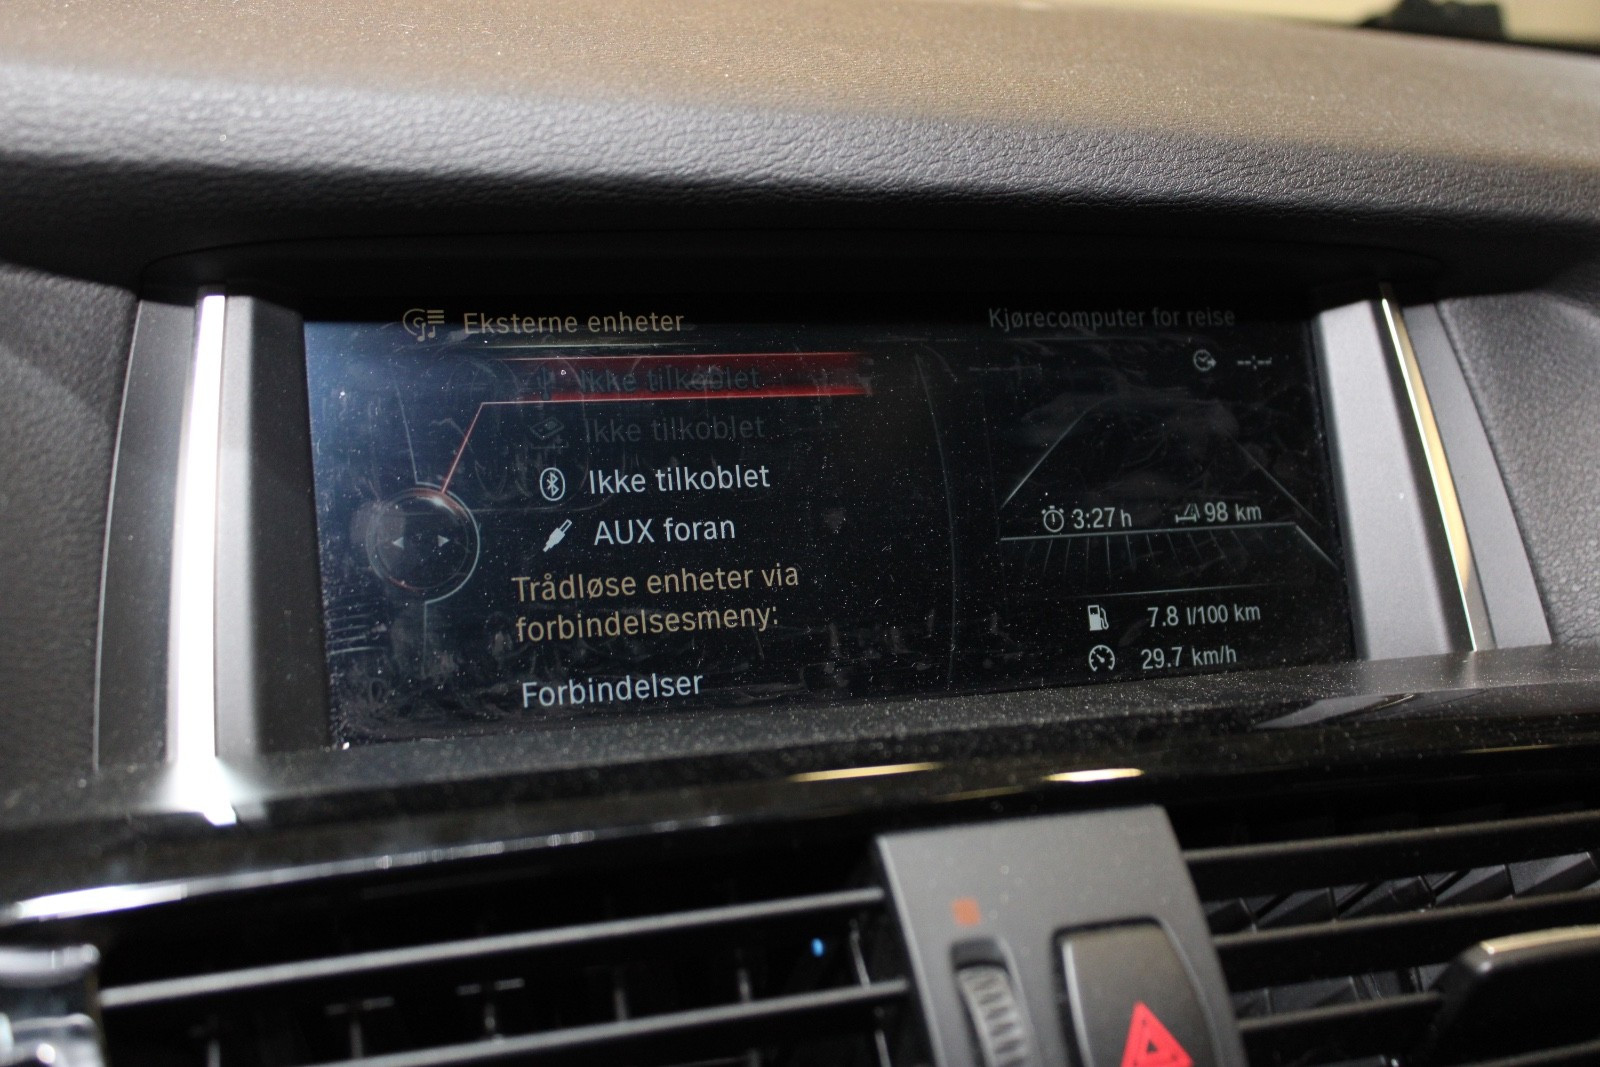 Eksterne enheter
Ikke tilkoblet
Ikke tilkoblet
Ikke tilkoblet
AUX foran
Trådløse enheter via
forbindelsesmeny:
Forbindelser
Kjørecomputer for reise
--:--
3:27 h
98 km
7.8 l/100 km
29.7 km/h